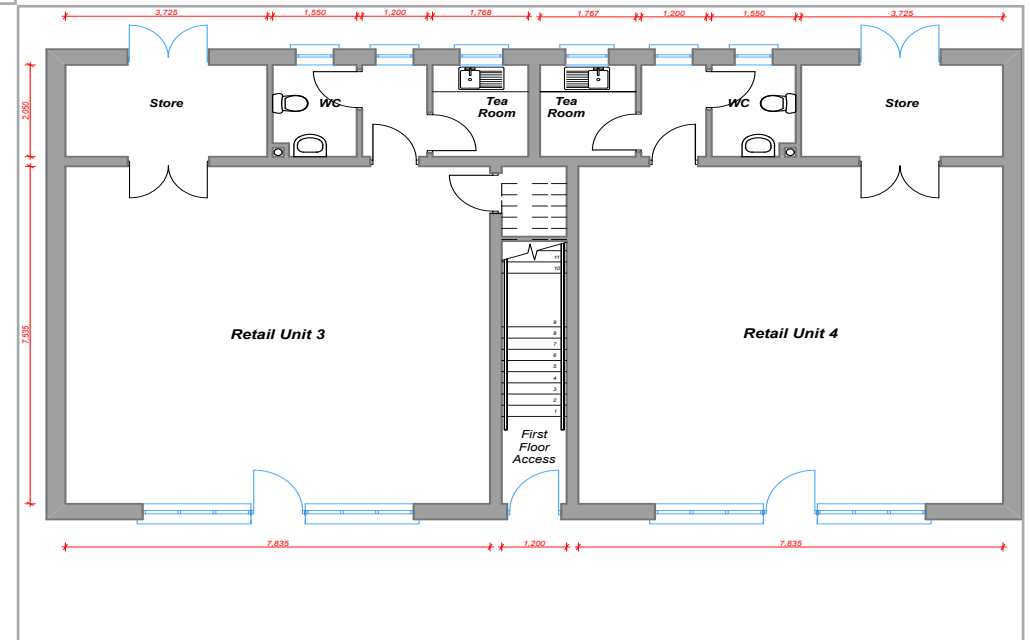 3,725 1,550 1,200 1,768 1,767 1,200 1,550 3,725
2,050
Store
WC
Tea
Room
Tea
Room
WC
Store
7,535
Retail Unit 3
Retail Unit 4
11
10
9
8
7
6
5
4
3
2
1
First
Floor
Access
7,835 1,200 7,835